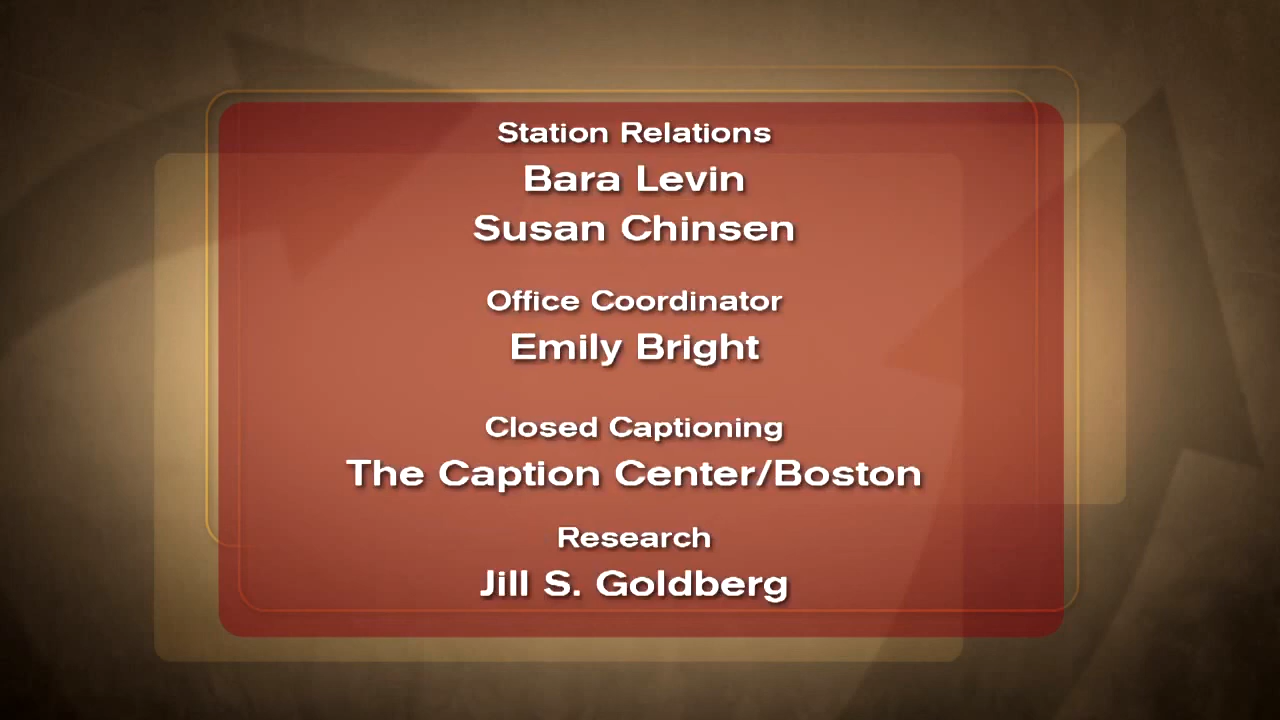 Station Relations
Bara Levin
Susan Chinsen
Office Coordinator
Emily Bright
Closed Captioning
The Caption Center/Boston
Research
Jill S. Goldberg